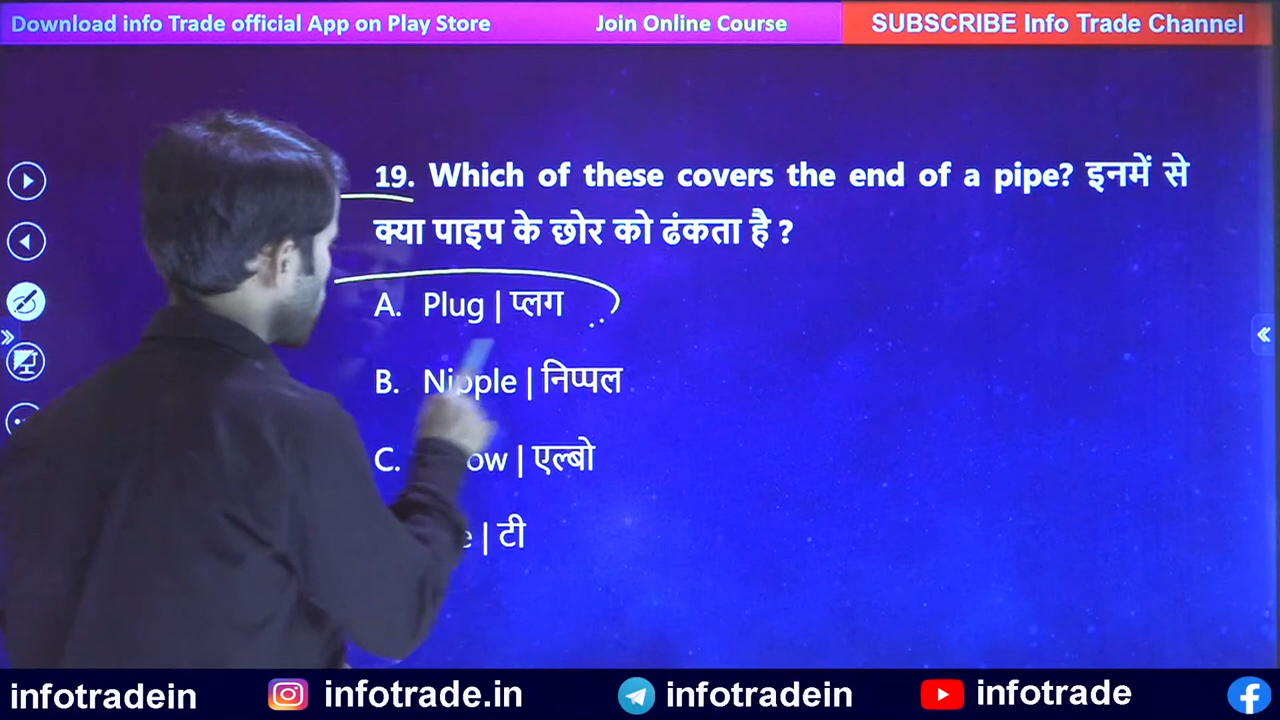 Download info Trade official App on Play Store Join Online Course SUBSCRIBE Info Trade Channel
19. Which of these covers the end of a pipe? इनमें से
क्या पाइप के छोर को ढंकता है ?
A. Plug | प्लग
B. Nipple | निप्पल
C. | एल्बो
| टी
infotradein infotrade.in infotradein infotrade